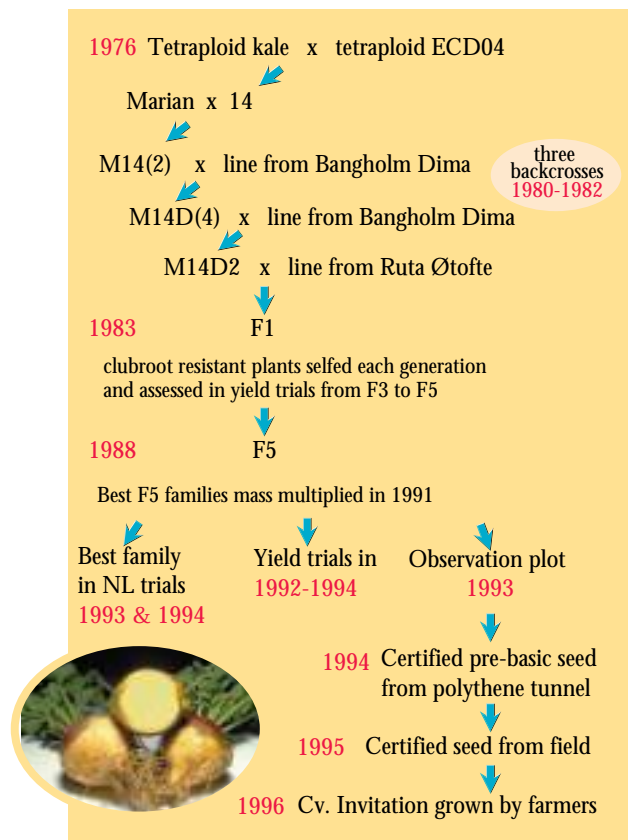 1976 Tetraploid kale x tetraploid ECD04
Marian x 14
M14(2) x line from Bangholm Dima
three
backcrosses
1980-1982
M14D(4) x line from Bangholm Dima
M14D2 x line from Ruta Øtofte
1983 F1
clubroot resistant plants selfed each generation
and assessed in yield trials from F3 to F5
1988 F5
Best F5 families mass multiplied in 1991
Best family
in NL trials
1993 & 1994
Yield trials in
1992-1994
Observation plot
1993
1994 Certified pre-basic seed
from polythene tunnel
1995 Certified seed from field
1996 Cv. Invitation grown by farmers